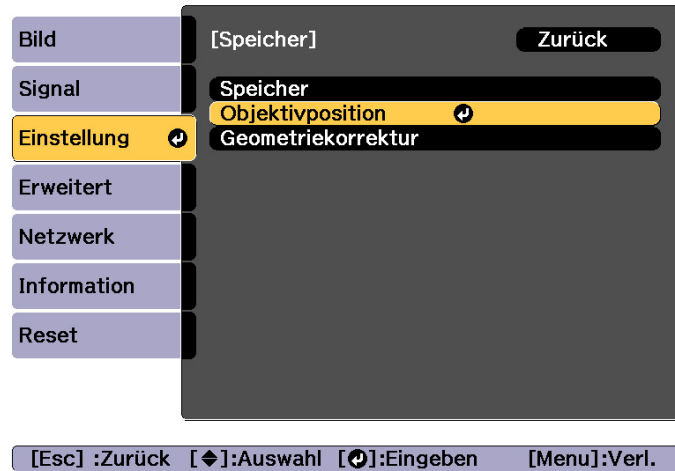 Bild
Signal
Einstellung
Erweitert
Netzwerk
Information
Reset
[Speicher] Zurück
Speicher
Objektivposition
Geometriekorrektur
[Esc] :Zurück [◆]:Auswahl [↵]:Eingeben [Menu]:Verl.